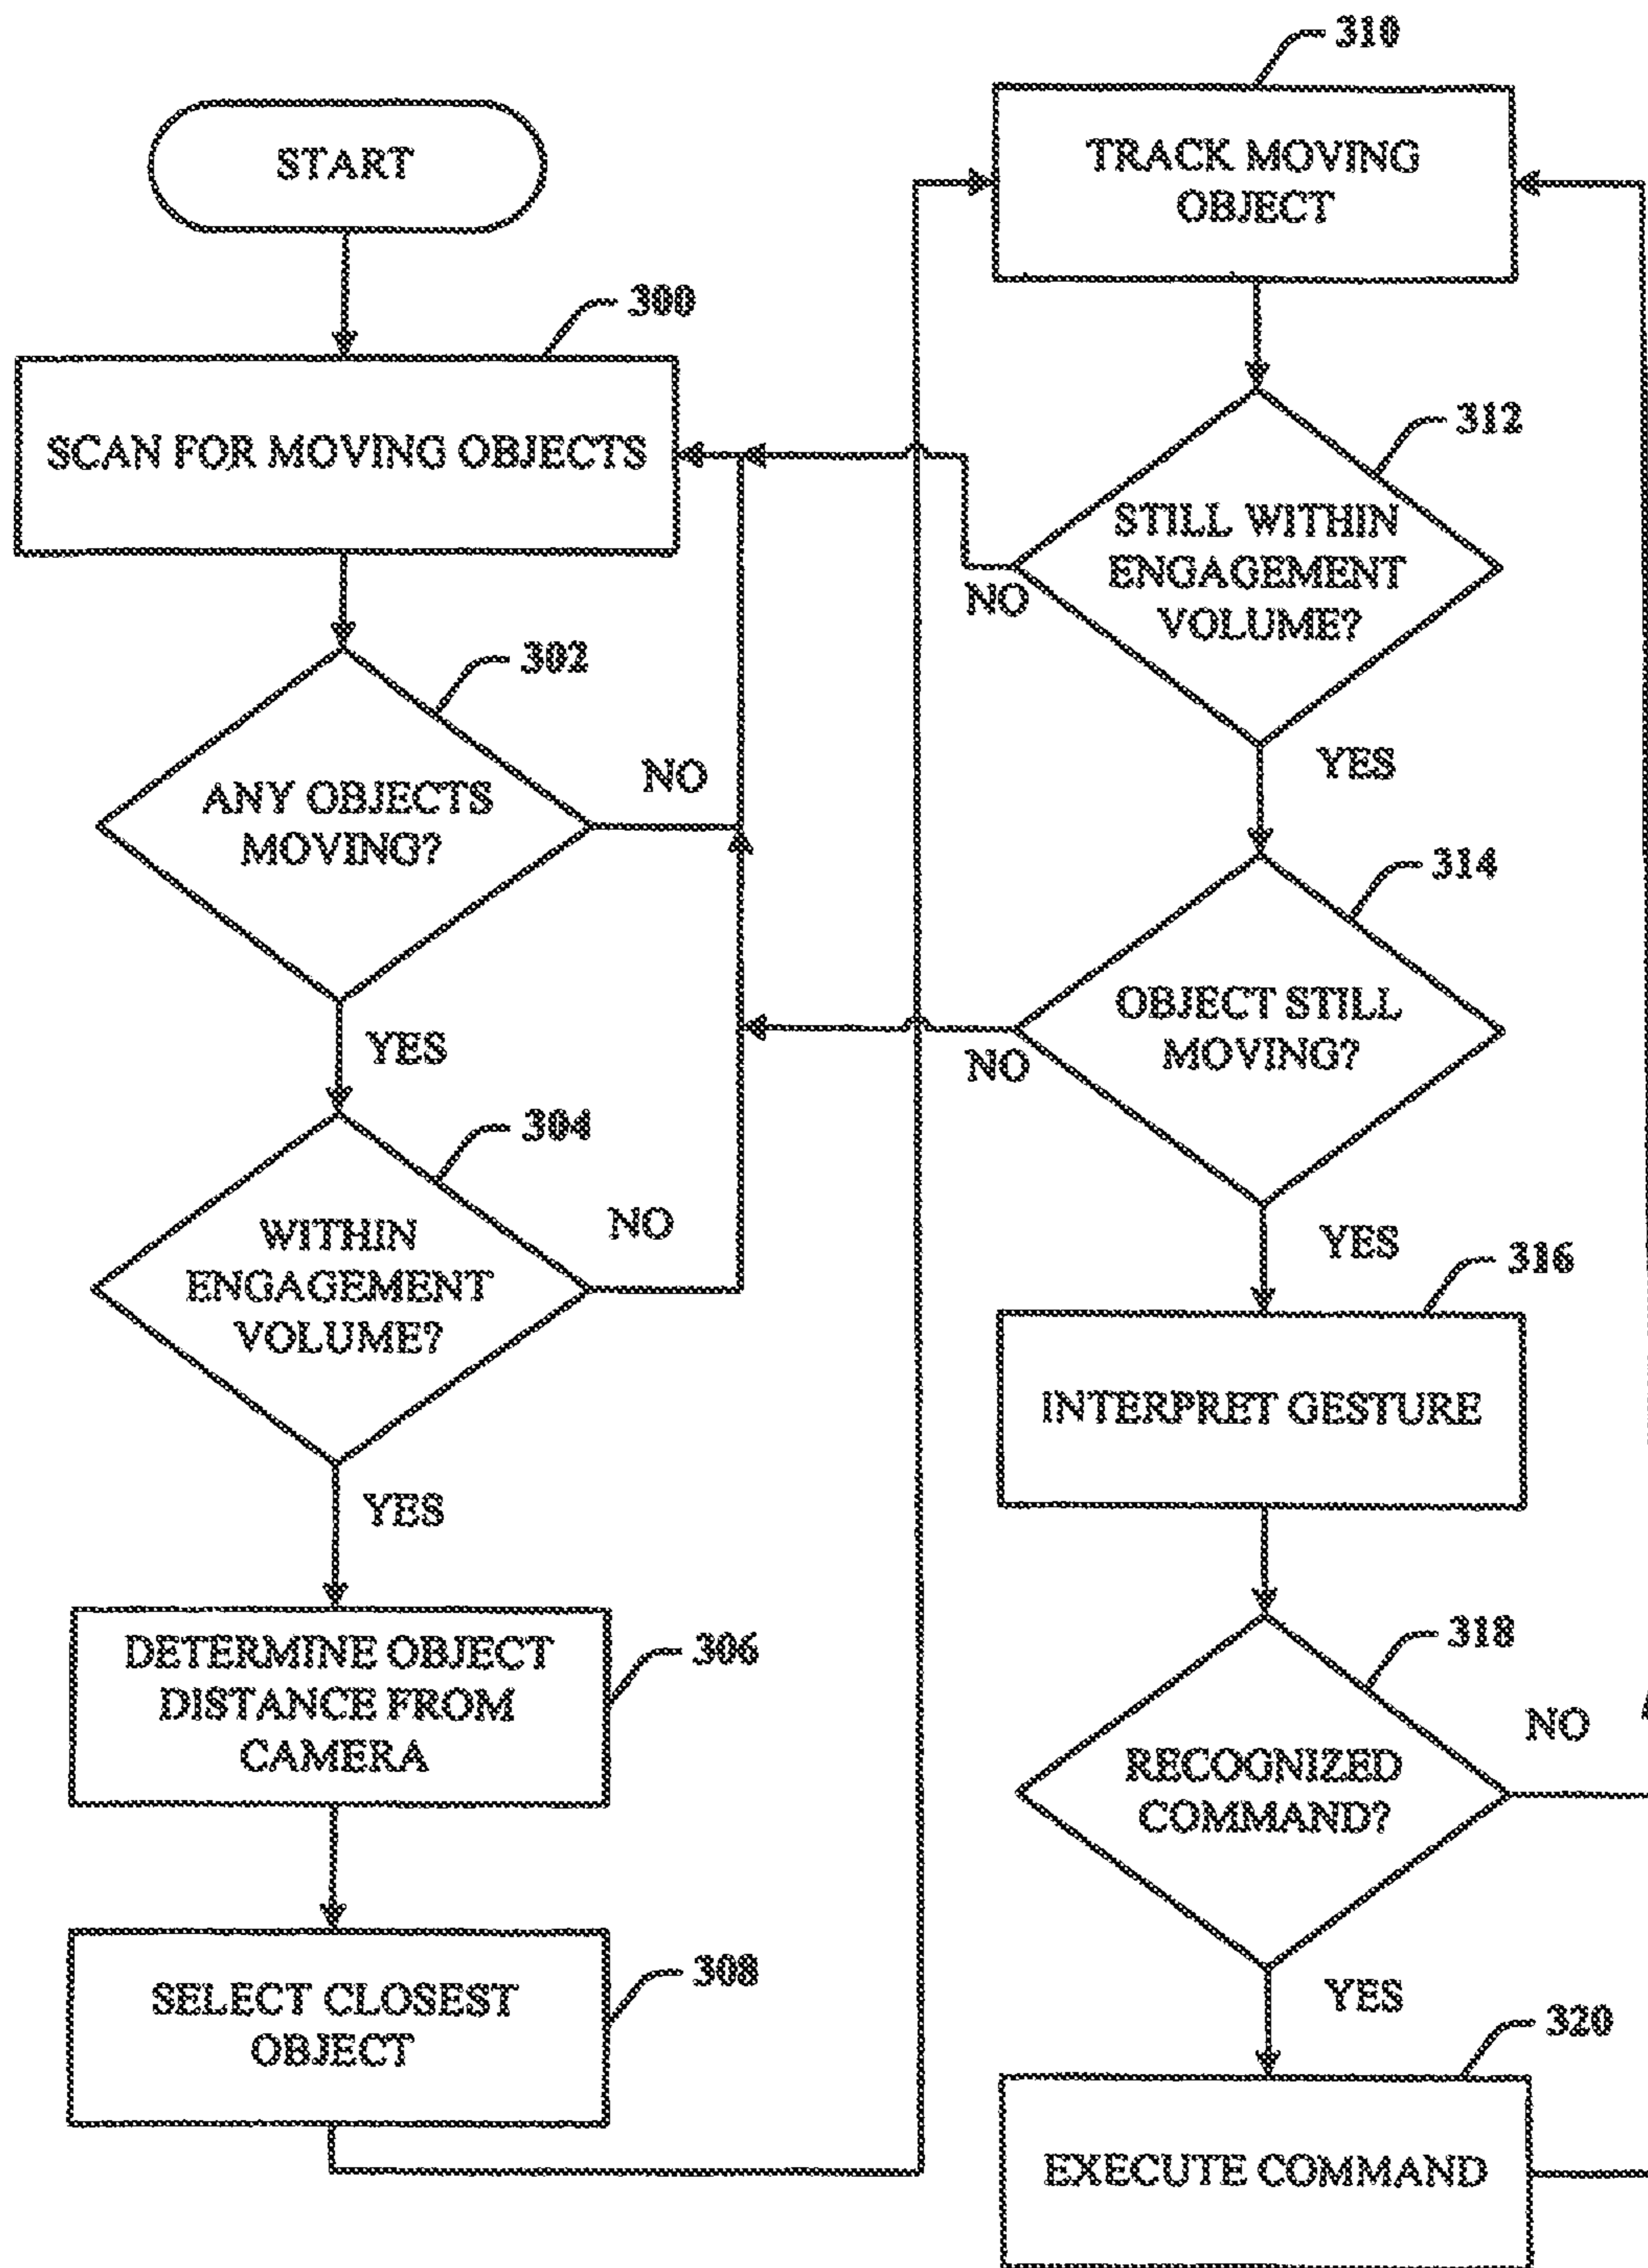 START
300
SCAN FOR MOVING OBJECTS
302
ANY OBJECTS
MOVING?
NO
YES
304
WITHIN
ENGAGEMENT
VOLUME?
NO
YES
DETERMINE OBJECT
DISTANCE FROM
CAMERA
306
SELECT CLOSEST
OBJECT
308
310
TRACK MOVING
OBJECT
312
STILL WITHIN
ENGAGEMENT
VOLUME?
NO
YES
314
OBJECT STILL
MOVING?
NO
YES
316
INTERPRET GESTURE
318
RECOGNIZED
COMMAND?
NO
YES
320
EXECUTE COMMAND